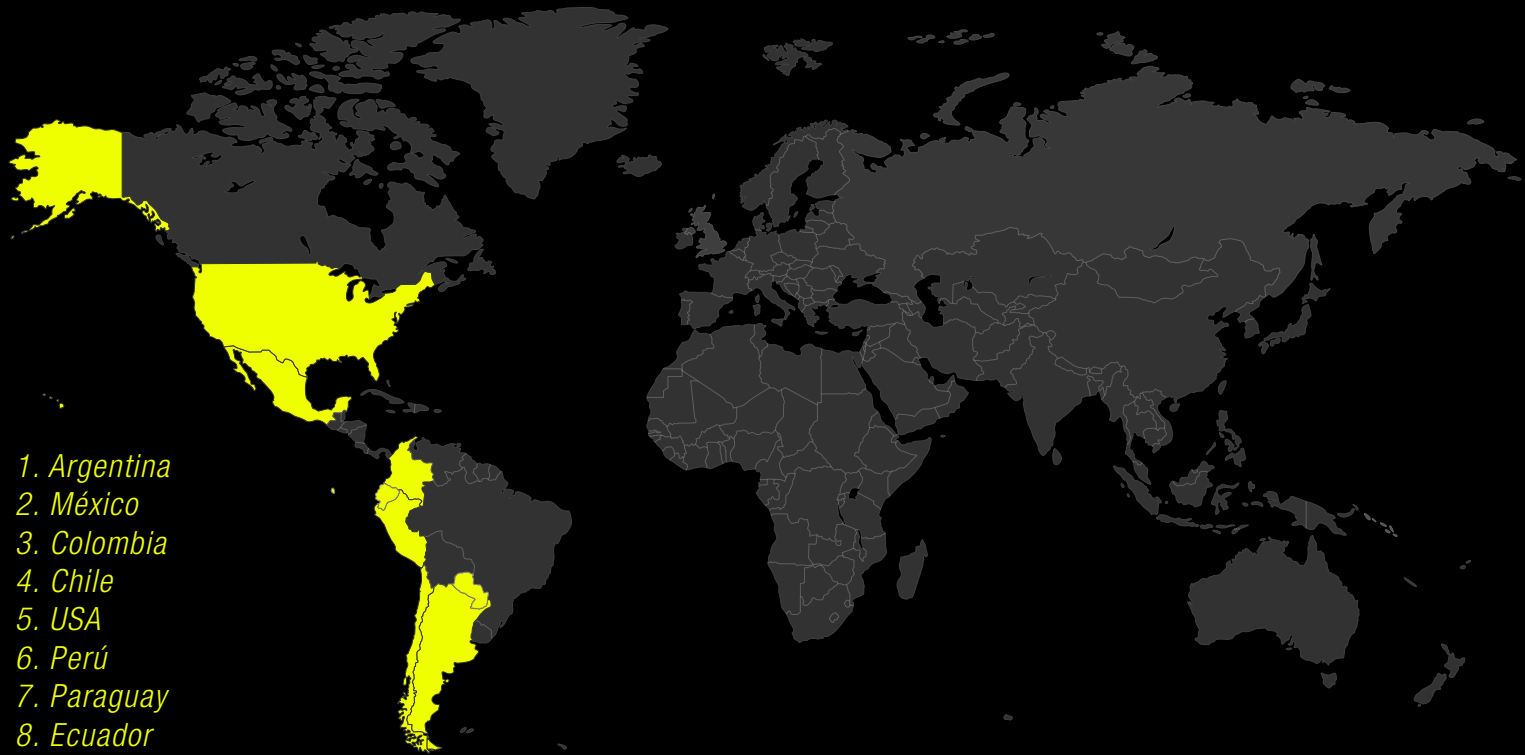 1. Argentina
2. México
3. Colombia
4. Chile
5. USA
6. Perú
7. Paraguay
8. Ecuador